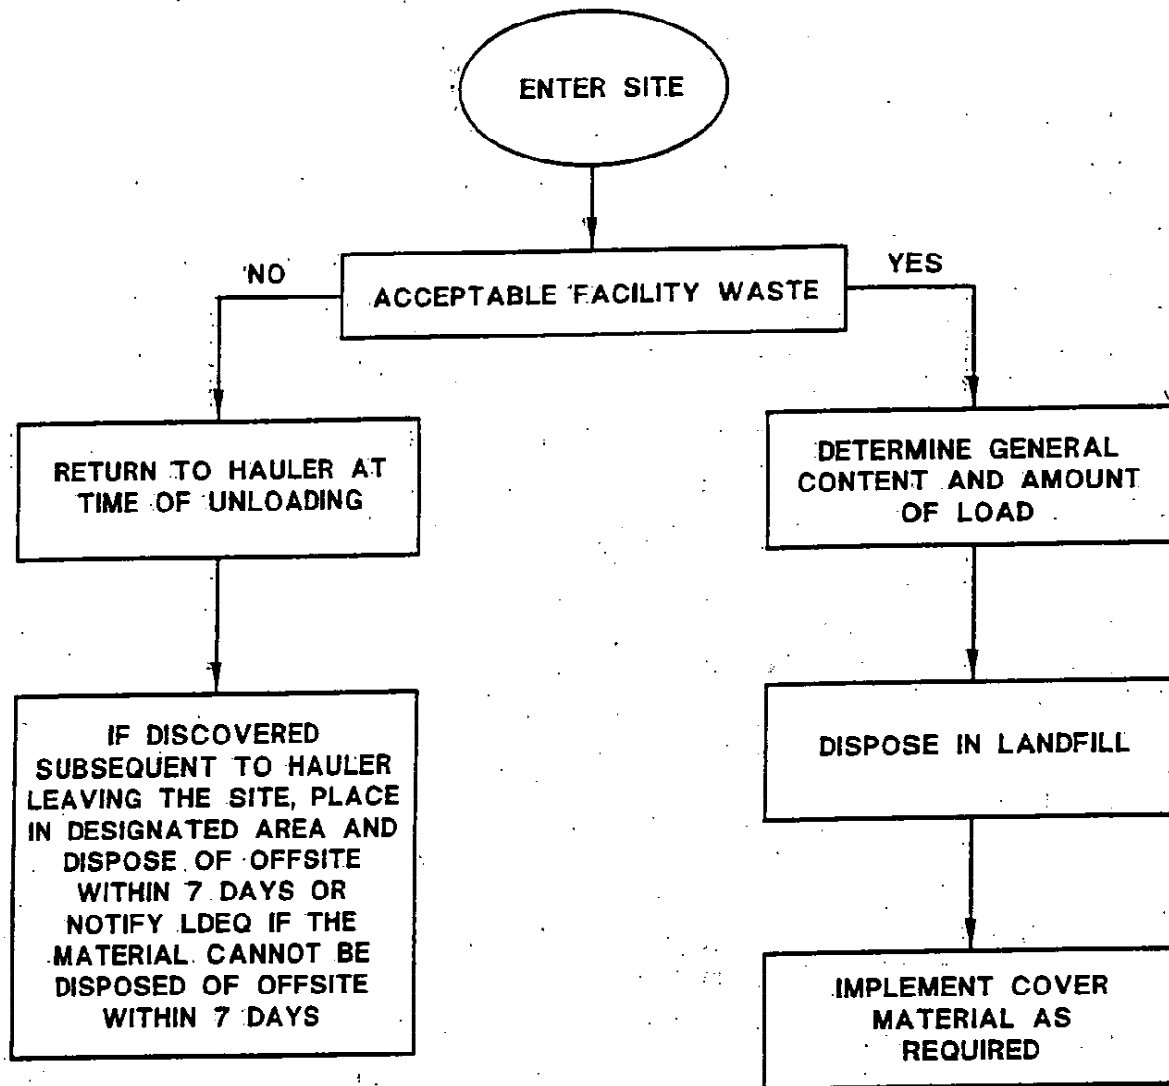 ENTER SITE
NO
YES
ACCEPTABLE FACILITY WASTE
RETURN TO HAULER AT
TIME OF UNLOADING
DETERMINE GENERAL
CONTENT AND AMOUNT
OF LOAD
IF DISCOVERED
SUBSEQUENT TO HAULER
LEAVING THE SITE, PLACE
IN DESIGNATED AREA AND
DISPOSE OF OFFSITE
WITHIN 7 DAYS OR
NOTIFY LDEQ IF THE
MATERIAL CANNOT BE
DISPOSED OF OFFSITE
WITHIN 7 DAYS
DISPOSE IN LANDFILL
IMPLEMENT COVER
MATERIAL AS
REQUIRED